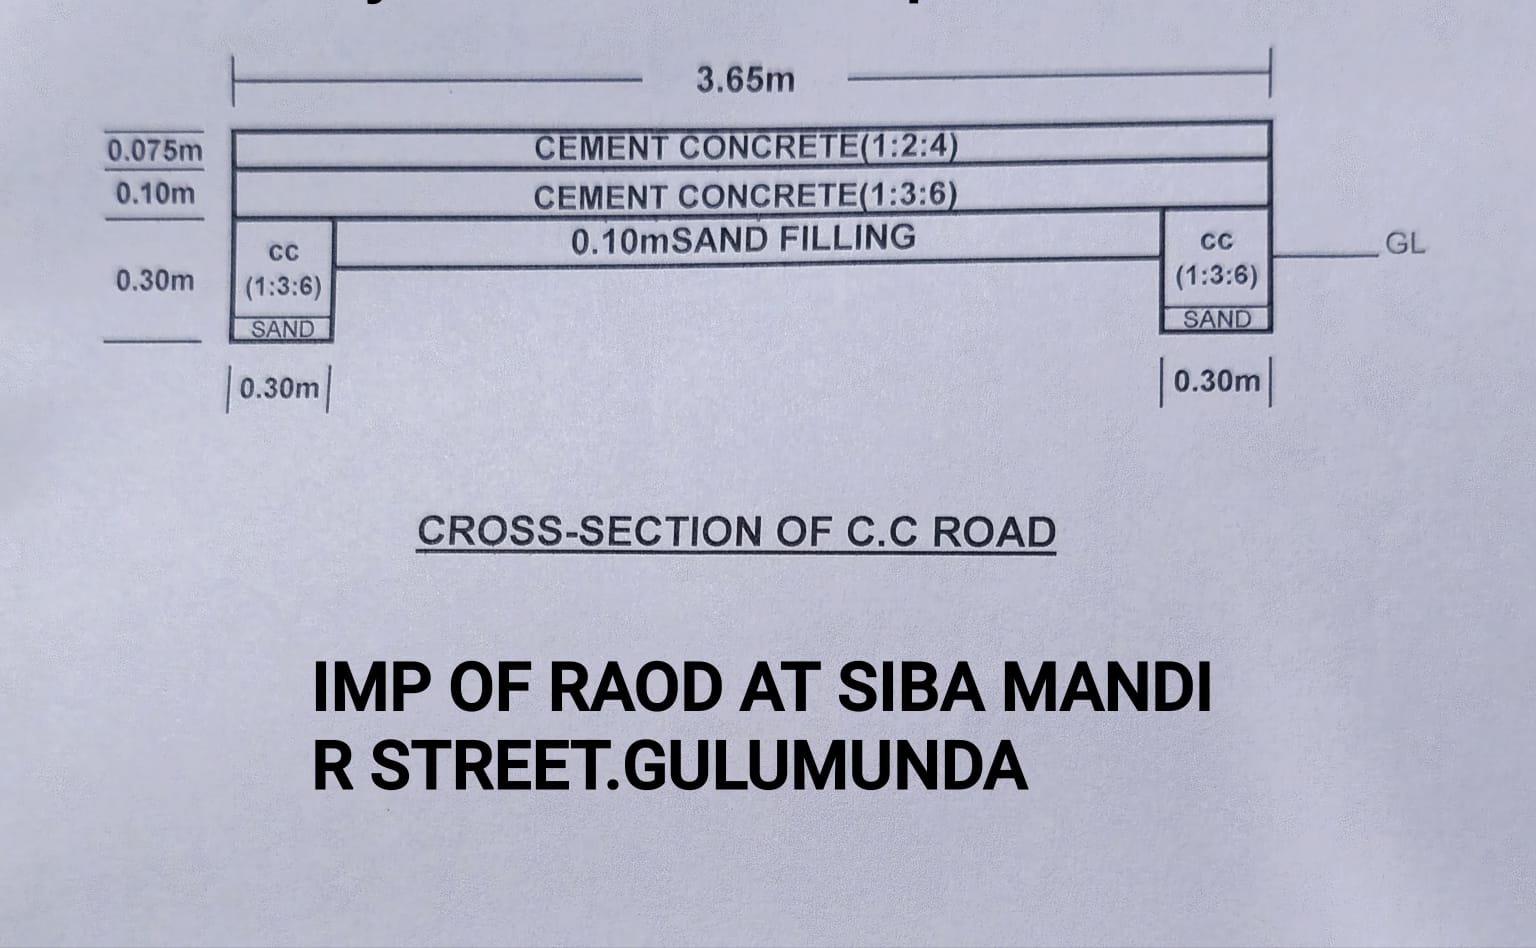 3.65m
0.075m
CEMENT CONCRETE(1:2:4)
0.10m
CEMENT CONCRETE(1:3:6)
0.10mSAND FILLING
CC
CC
GL
0.30m
(1:3:6)
(1:3:6)
SAND
SAND
0.30m
0.30m
CROSS-SECTION OF C.C ROAD
IMP OF RAOD AT SIBA MANDI
R STREET.GULUMUNDA